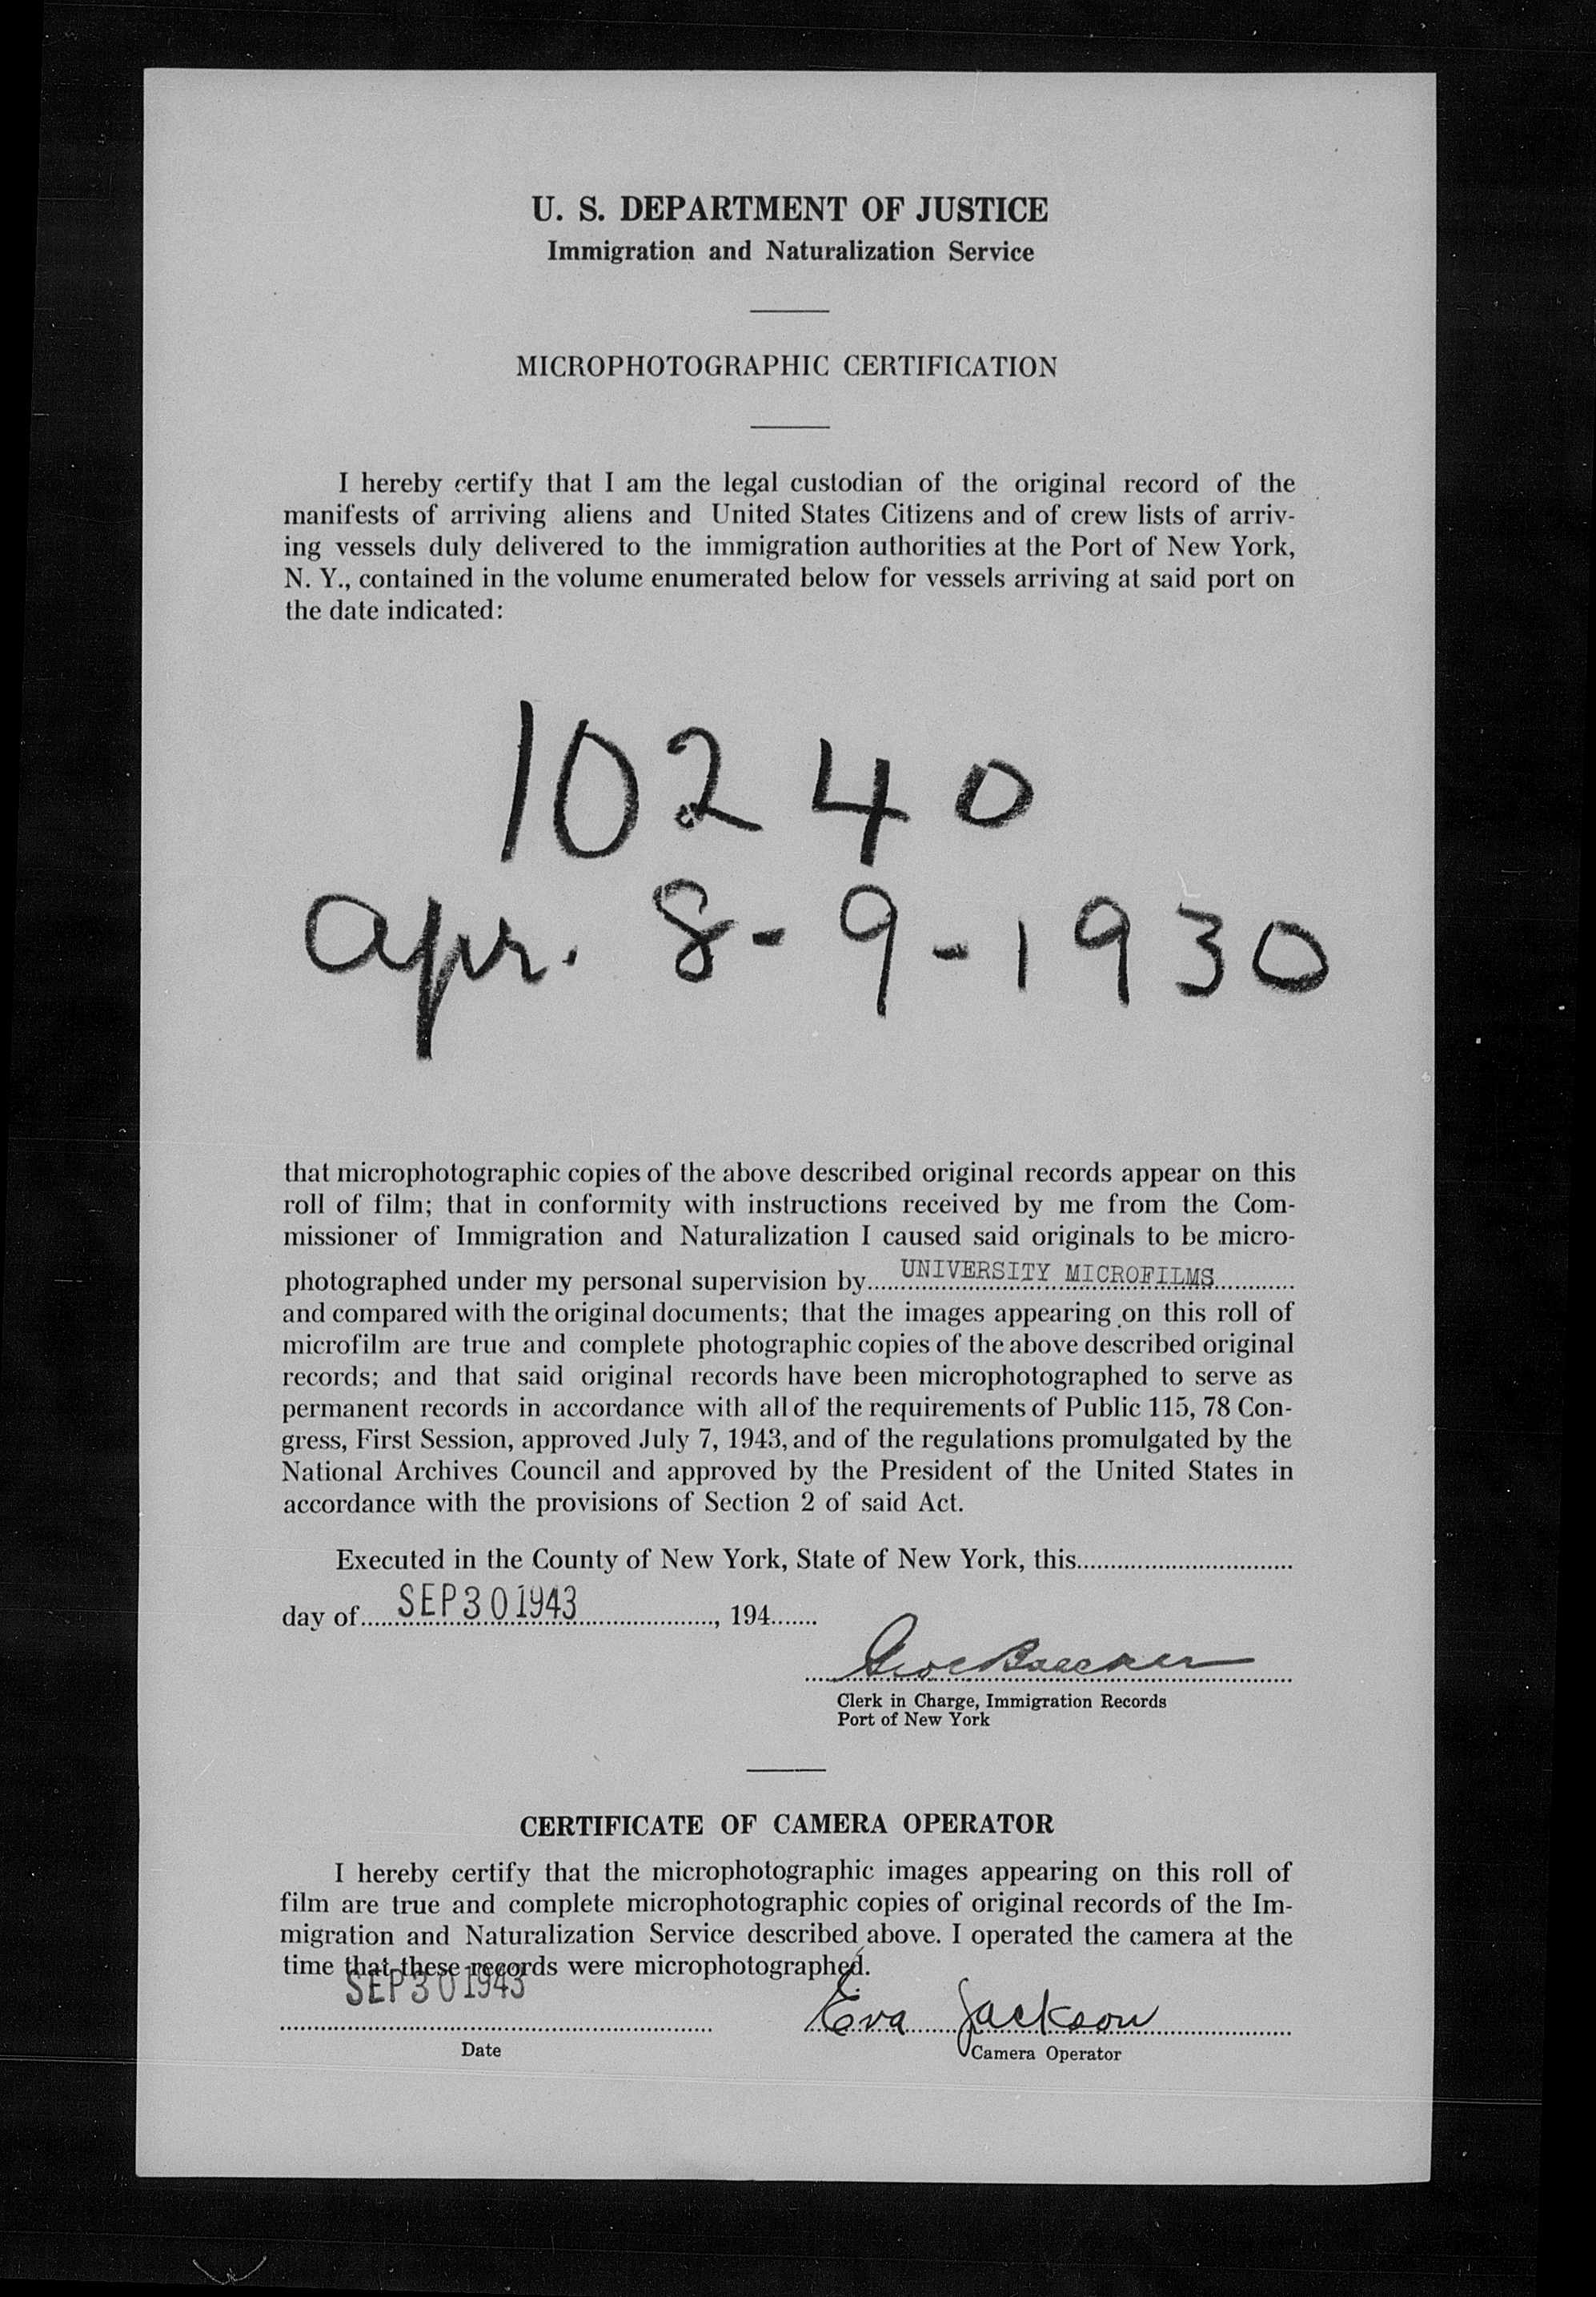 U. S. DEPARTMENT OF JUSTICE
Immigration and Naturalization Service
MICROPHOTOGRAPHIC CERTIFICATION
I hereby certify that I am the legal custodian of the original record of the
manifests of arriving aliens and United States Citizens and of crew lists of arriv-
ing vessels duly delivered to the immigration authorities at the Port of New York,
N. Y., contained in the volume enumerated below for vessels arriving at said port on
the date indicated:
10240
Apr. 8-9-1930
that microphotographic copies of the above described original records appear on this
roll of film; that in conformity with instructions received by me from the Com-
missioner of Immigration and Naturalization I caused said originals to be micro-
photographed under my personal supervision by UNIVERSITY MICROFILMS
and compared with the original documents; that the images appearing on this roll of
microfilm are true and complete photographic copies of the above described original
records; and that said original records have been microphotographed to serve as
permanent records in accordance with all of the requirements of Public 115, 78 Con-
gress, First Session, approved July 7, 1943, and of the regulations promulgated by the
National Archives Council and approved by the President of the United States in
accordance with the provisions of Section 2 of said Act.
Executed in the County of New York, State of New York, this
day of SEP 30 1943, 194
Clerk in Charge, Immigration Records
Port of New York
CERTIFICATE OF CAMERA OPERATOR
I hereby certify that the microphotographic images appearing on this roll of
film are true and complete microphotographic copies of original records of the Im-
migration and Naturalization Service described above. I operated the camera at the
time that these records were microphotographed.
SEP 30 1943 Eva Jackson
Date Camera Operator